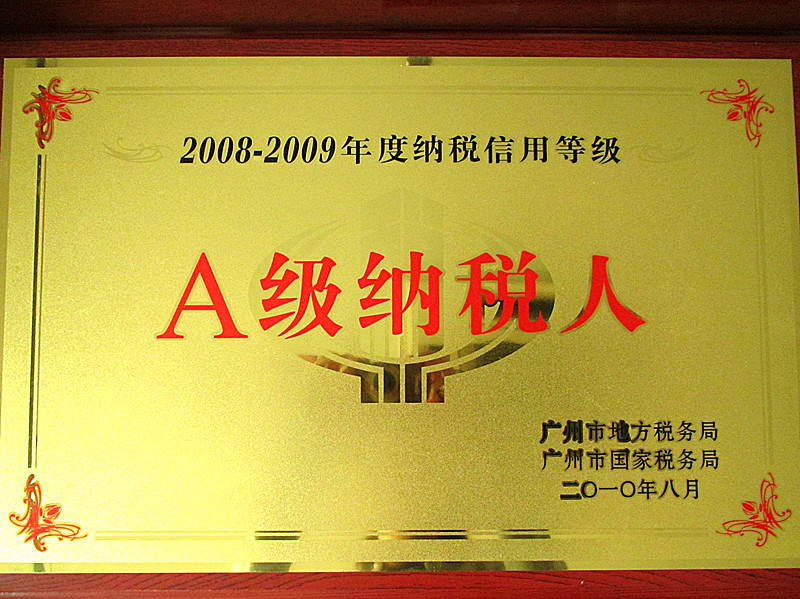 2008-2009年度纳税信用等级
A级纳税人
广州市地方税务局
广州市国家税务局
二〇一〇年八月